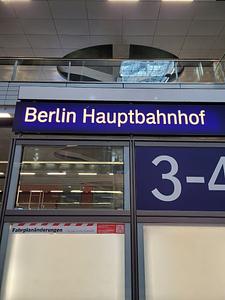 Berlin Hauptbahnhof
3-4
Fahrplanänderungen